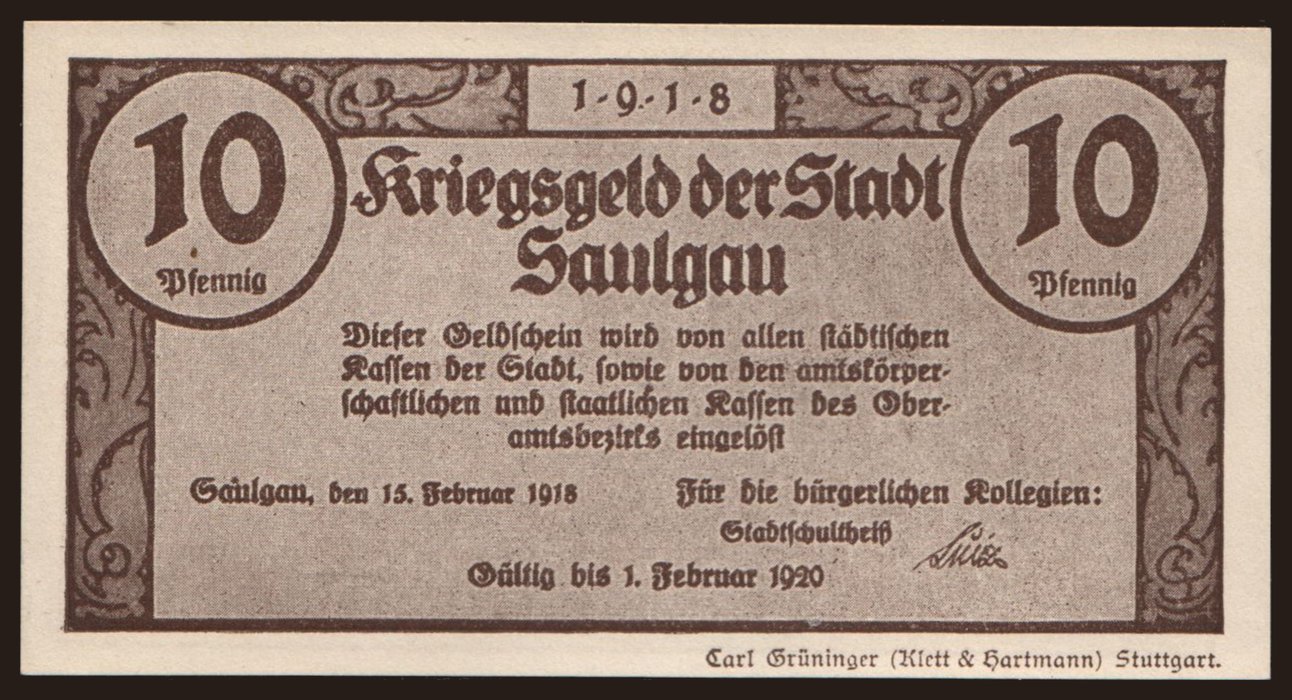 1-9-1-8
10
Pfennig
10
Pfennig
Kriegsgeld der Stadt
Saulgau
Dieser Geldschein wird von allen städtischen
Kassen der Stadt, sowie von den amtskörper-
schaftlichen und staatlichen Kassen des Ober-
amtsbezirks eingelöst
Saulgau, den 15. Februar 1918
Für die bürgerlichen Kollegien:
Stadtschultheiß
Gültig bis 1. Februar 1920
Carl Grüninger (Klett & Hartmann) Stuttgart.